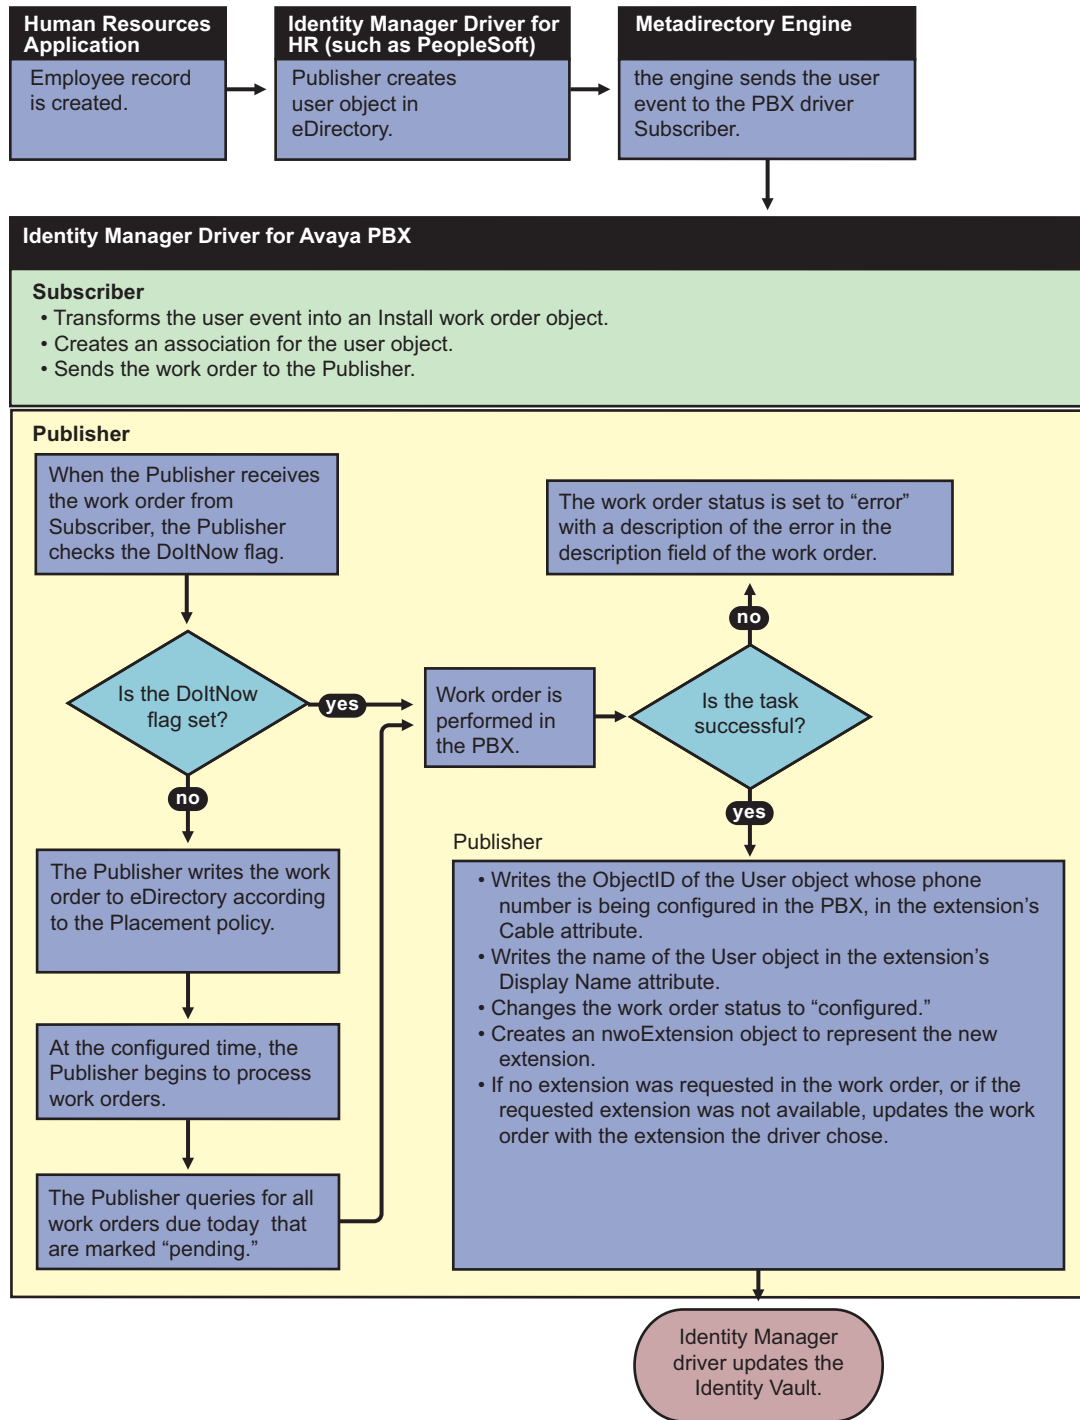 Human Resources
Application
Employee record
is created.
Identity Manager Driver for
HR (such as PeopleSoft)
Publisher creates
user object in
eDirectory.
Metadirectory Engine
the engine sends the user
event to the PBX driver
Subscriber.
Identity Manager Driver for Avaya PBX
Subscriber
• Transforms the user event into an Install work order object.
• Creates an association for the user object.
• Sends the work order to the Publisher.
Publisher
When the Publisher receives
the work order from
Subscriber, the Publisher
checks the DoItNow flag.
Is the DoItNow
flag set?
yes
no
The Publisher writes the work
order to eDirectory according
to the Placement policy.
At the configured time, the
Publisher begins to process
work orders.
The Publisher queries for all
work orders due today that
are marked “pending.”
Work order is
performed in
the PBX.
Is the task
successful?
no
The work order status is set to “error”
with a description of the error in the
description field of the work order.
yes
Publisher
• Writes the ObjectID of the User object whose phone
number is being configured in the PBX, in the extension’s
Cable attribute.
• Writes the name of the User object in the extension’s
Display Name attribute.
• Changes the work order status to “configured.”
• Creates an nwoExtension object to represent the new
extension.
• If no extension was requested in the work order, or if the
requested extension was not available, updates the work
order with the extension the driver chose.
Identity Manager
driver updates the
Identity Vault.